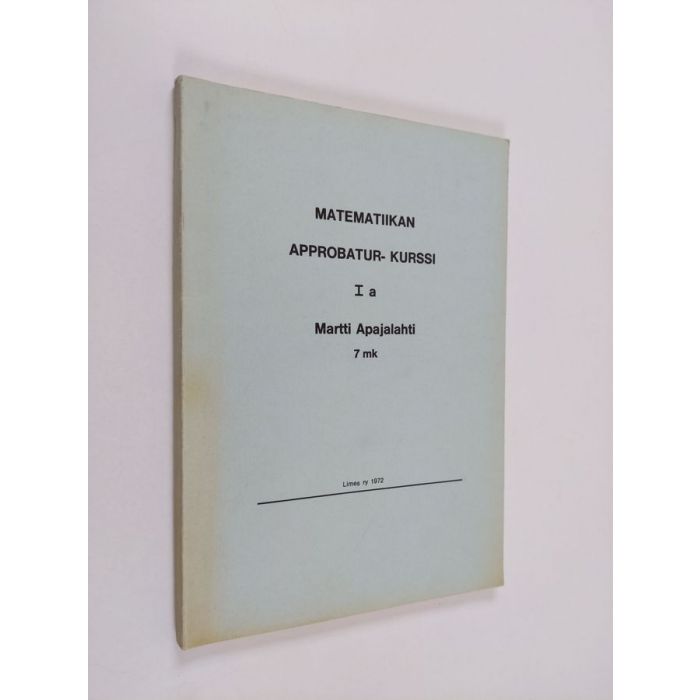 MATEMATIIKAN
APPROBATUR- KURSSI
I a
Martti Apajalahti
7 mk
Limes ry 1972